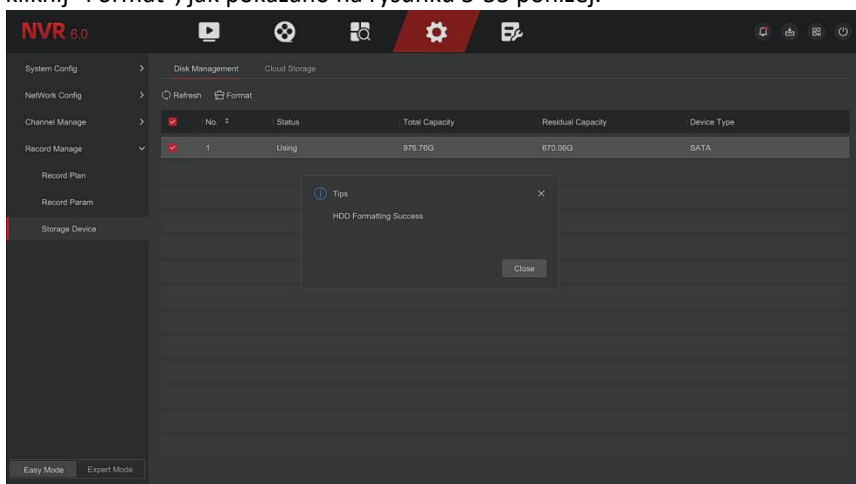 kliknij "Format", jak pokazano na rysunku 5-35 poniżej.
NVR 6.0
System Config
Disk Management Cloud Storage
NetWork Config
Refresh Format
Channel Manage
No. Status Total Capacity Residual Capacity Device Type
Record Manage
1 Using 976.76G 670.06G SATA
Record Plan
Tips
Record Param
HDD Formatting Success
Storage Device
Close
Easy Mode Expert Mode